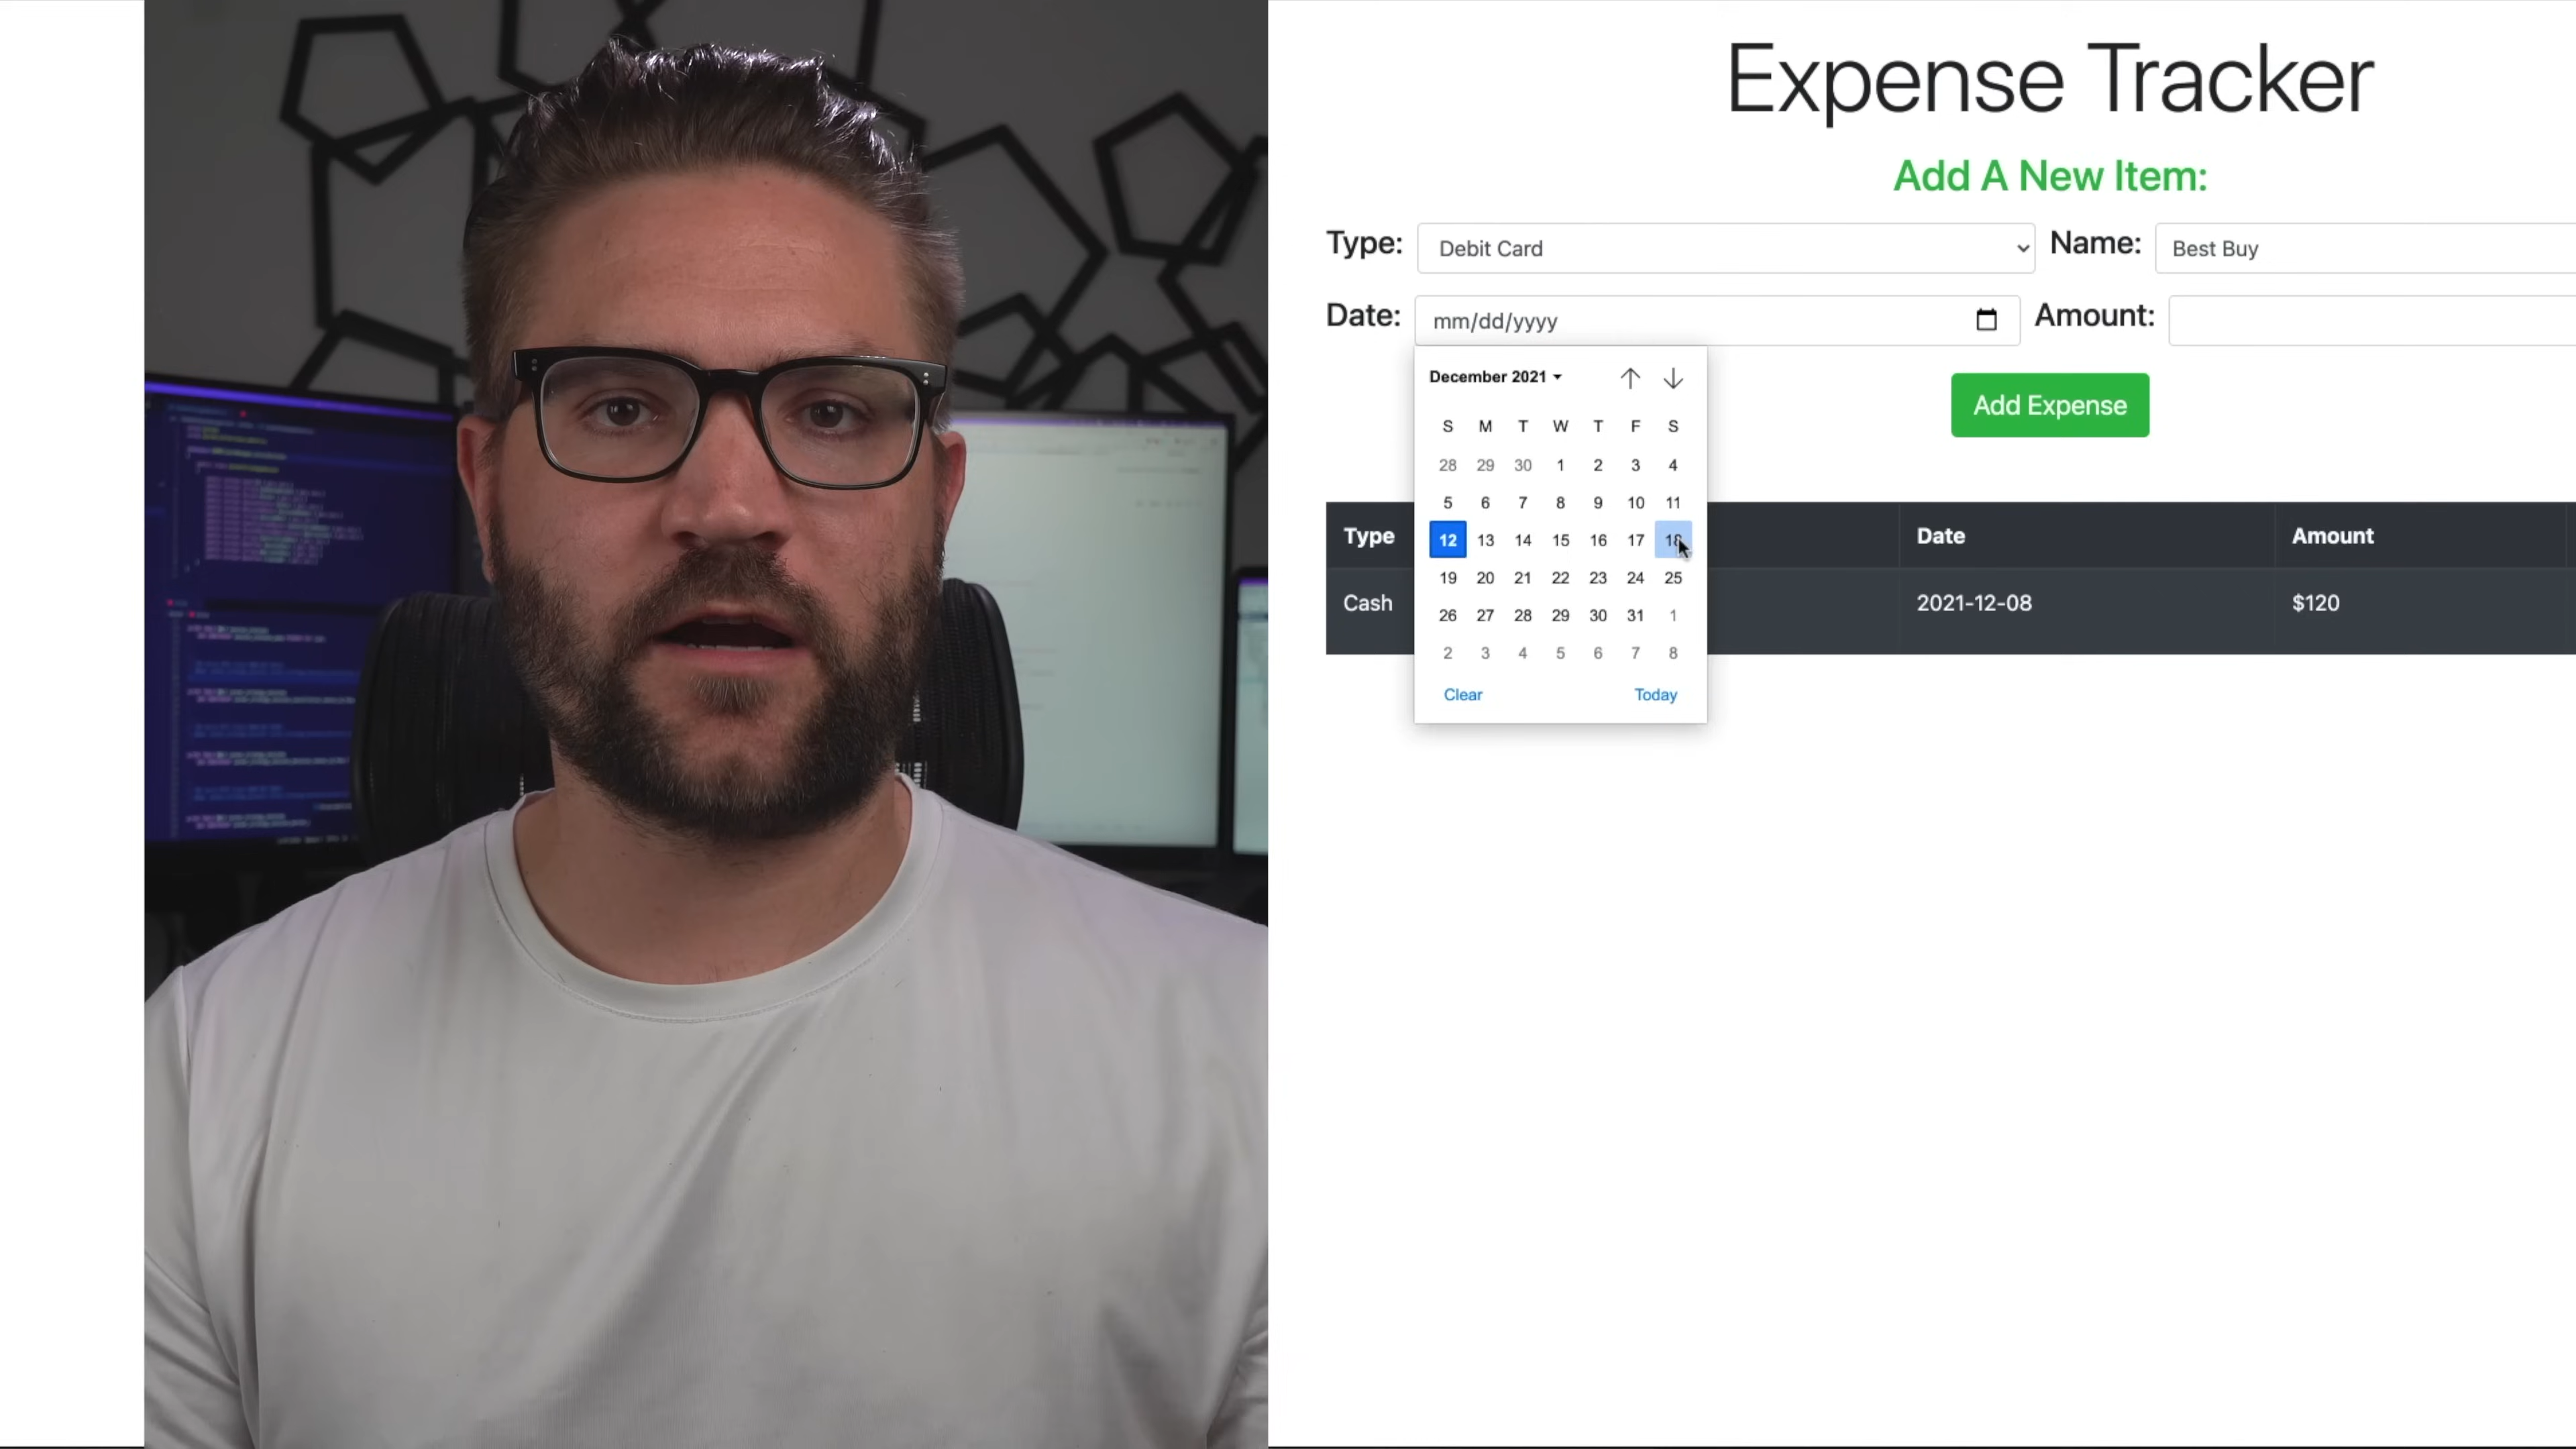 Expense Tracker
Add A New Item:
Type: Debit Card Name: Best Buy
Date: mm/dd/yyyy Amount:
December 2021
S M T W T F S
28 29 30 1 2 3 4
5 6 7 8 9 10 11
12 13 14 15 16 17 18
19 20 21 22 23 24 25
26 27 28 29 30 31 1
2 3 4 5 6 7 8
Clear Today
Add Expense
Type Date Amount
Cash 2021-12-08 $120